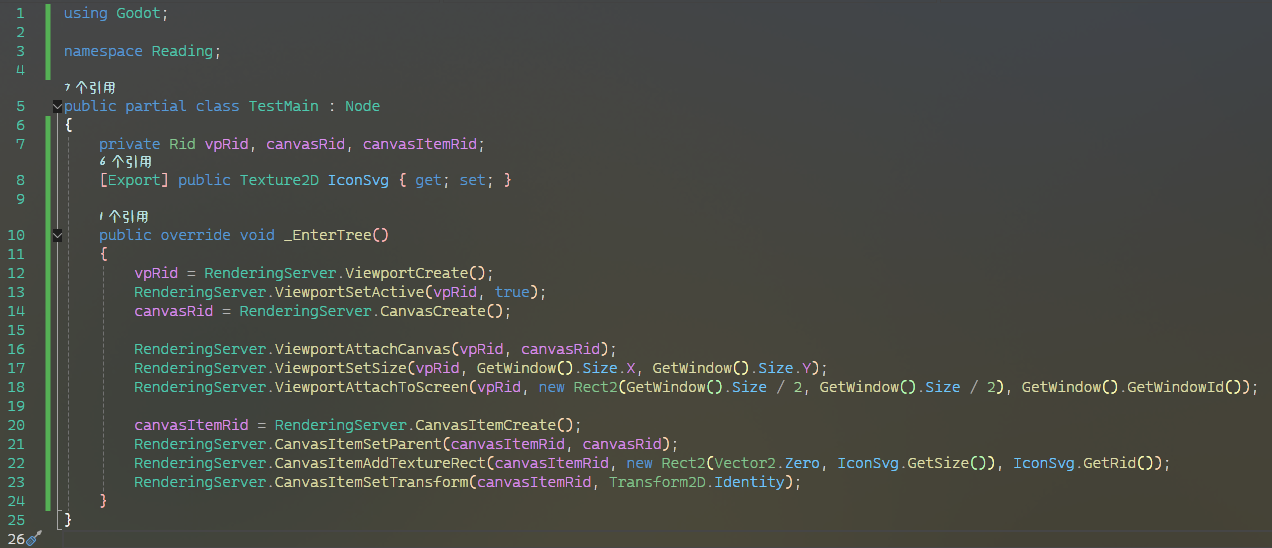 1 using Godot;
2
3 namespace Reading;
4
7 个引用
5 public partial class TestMain : Node
6 {
7 private Rid vpRid, canvasRid, canvasItemRid;
6 个引用
8 [Export] public Texture2D IconSvg { get; set; }
9
1 个引用
10 public override void _EnterTree()
11 {
12 vpRid = RenderingServer.ViewportCreate();
13 RenderingServer.ViewportSetActive(vpRid, true);
14 canvasRid = RenderingServer.CanvasCreate();
15
16 RenderingServer.ViewportAttachCanvas(vpRid, canvasRid);
17 RenderingServer.ViewportSetSize(vpRid, GetWindow().Size.X, GetWindow().Size.Y);
18 RenderingServer.ViewportAttachToScreen(vpRid, new Rect2(GetWindow().Size / 2, GetWindow().Size / 2), GetWindow().GetWindowId());
19
20 canvasItemRid = RenderingServer.CanvasItemCreate();
21 RenderingServer.CanvasItemSetParent(canvasItemRid, canvasRid);
22 RenderingServer.CanvasItemAddTextureRect(canvasItemRid, new Rect2(Vector2.Zero, IconSvg.GetSize()), IconSvg.GetRid());
23 RenderingServer.CanvasItemSetTransform(canvasItemRid, Transform2D.Identity);
24 }
25 }
26